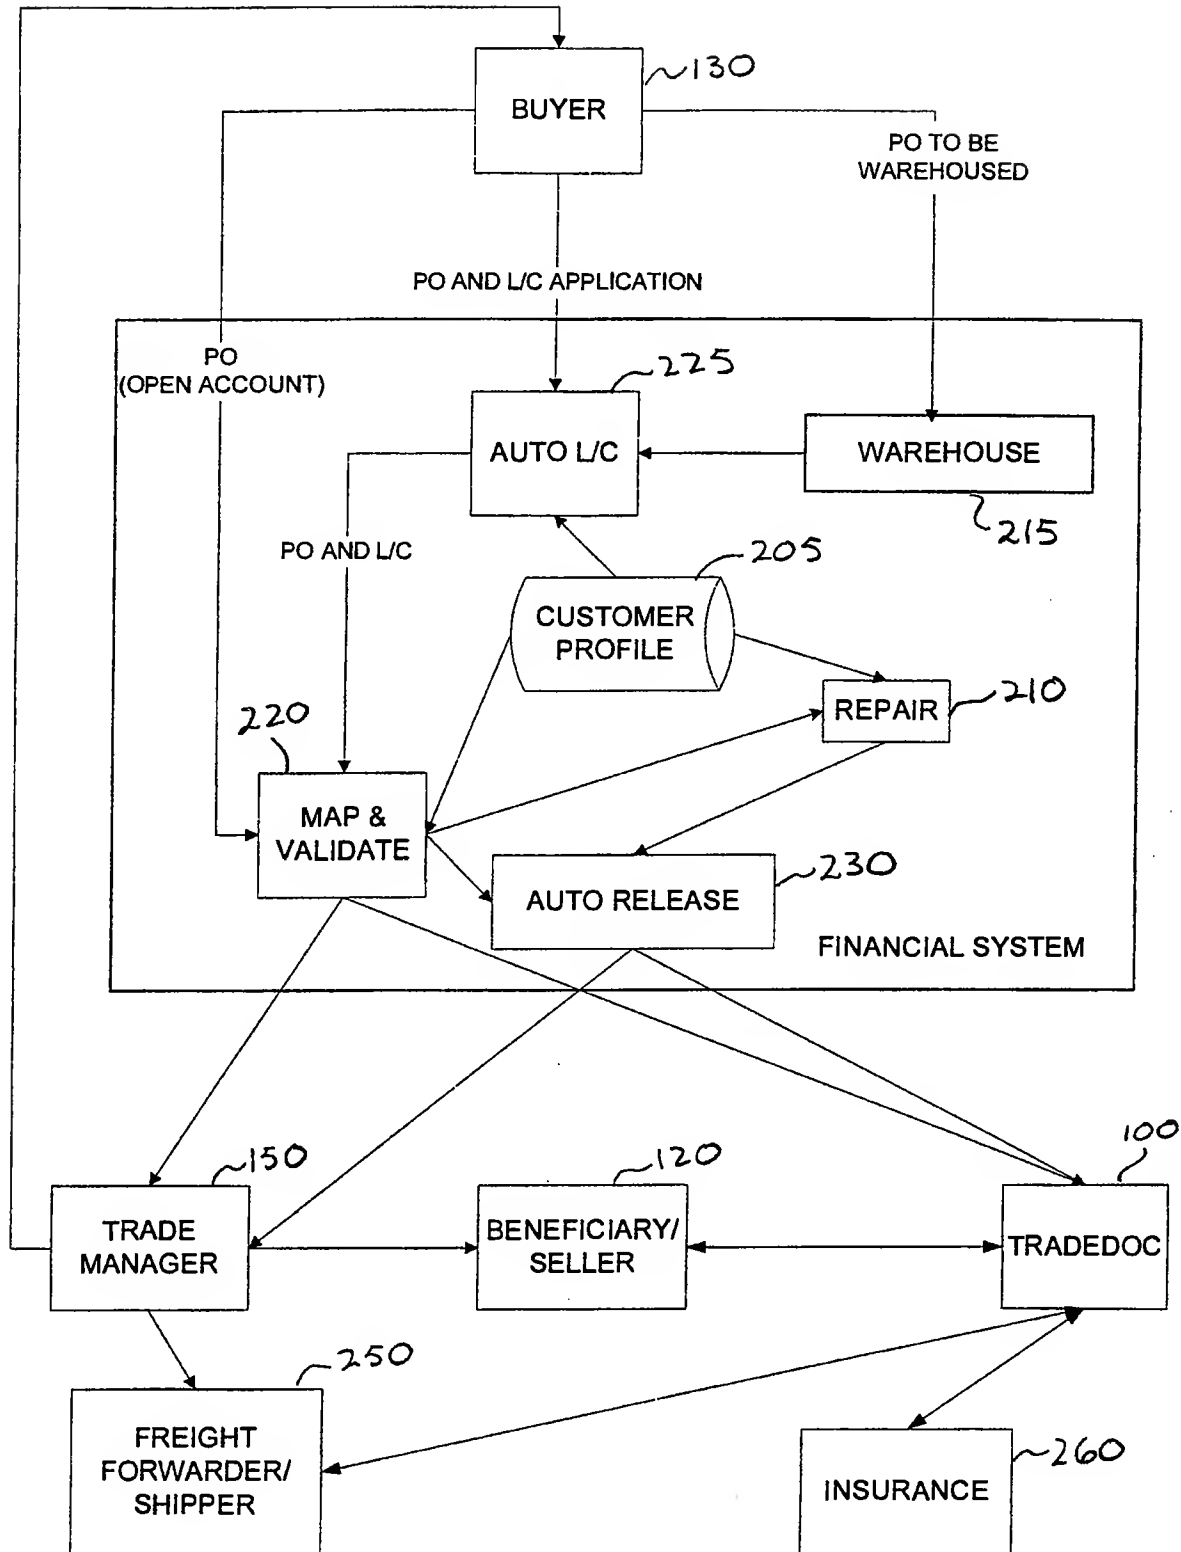 130
BUYER
PO TO BE
WAREHOUSED
PO AND L/C APPLICATION
PO
(OPEN ACCOUNT)
225
AUTO L/C
WAREHOUSE
215
PO AND L/C
205
CUSTOMER
PROFILE
REPAIR
210
220
MAP &
VALIDATE
230
AUTO RELEASE
FINANCIAL SYSTEM
150
120
100
TRADE
MANAGER
BENEFICIARY/
SELLER
TRADEDOC
250
FREIGHT
FORWARDER/
SHIPPER
260
INSURANCE